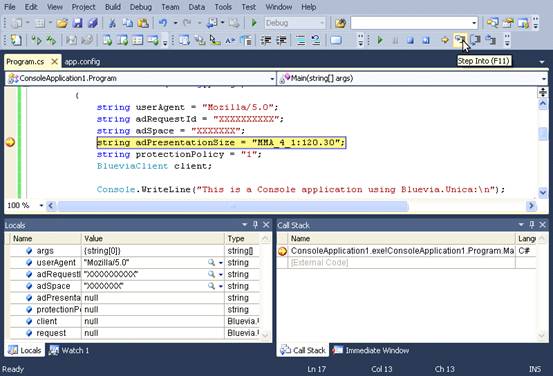 File Edit View Project Build Debug Team Data Tools Test Window Help
Debug
Step Into (F11)
Program.cs × app.config
ConsoleApplication1.Program Main(string[] args)
{
string userAgent = "Mozilla/5.0";
string adRequestId = "XXXXXXXXXX";
string adSpace = "XXXXXXX";
string adPresentationSize = "MMA_4_1:120.30";
string protectionPolicy = "1";
BlueviaClient client;
Console.WriteLine("This is a Console application using Bluevia.Unica:\n");
100 %
Locals
Name Value Type
args {string[0]} string[]
userAgent "Mozilla/5.0" string
adRequestI "XXXXXXXXXX" string
adSpace "XXXXXXX" string
adPresenta null string
protectionPo null string
client null Bluevia.
request null Bluevia.
Locals Watch 1
Call Stack
Name Lang
ConsoleApplication1.exe!ConsoleApplication1.Program.Ma C#
[External Code]
Call Stack Immediate Window
Ready Ln 17 Col 13 Ch 13 INS